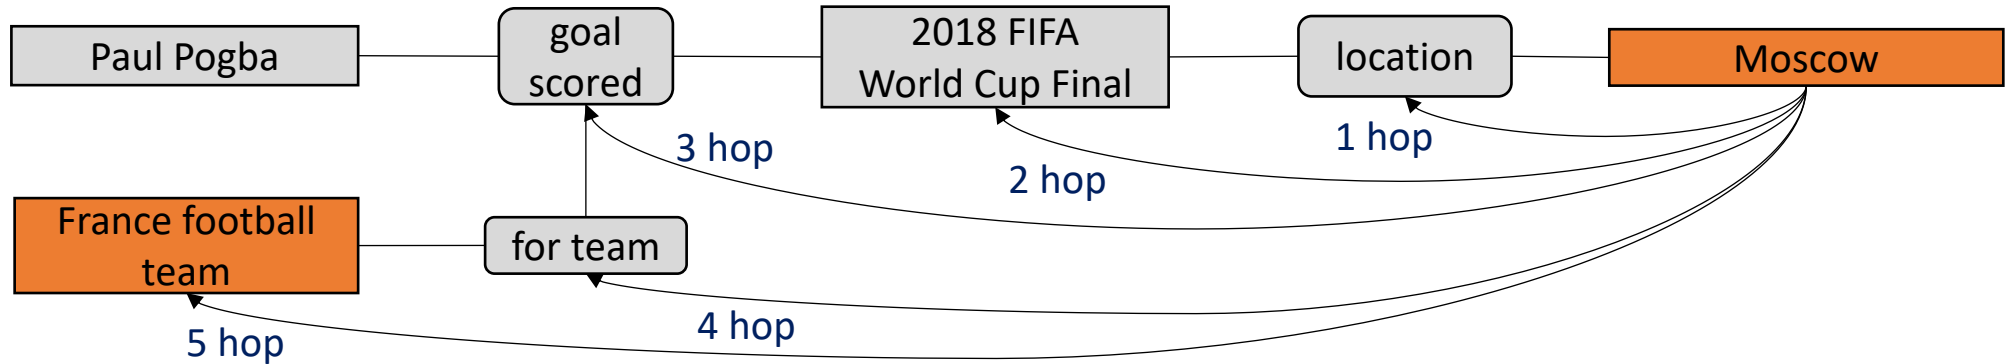 Paul Pogba
goal
scored
2018 FIFA
World Cup Final
location
Moscow
3 hop
2 hop
1 hop
France football
team
for team
5 hop
4 hop